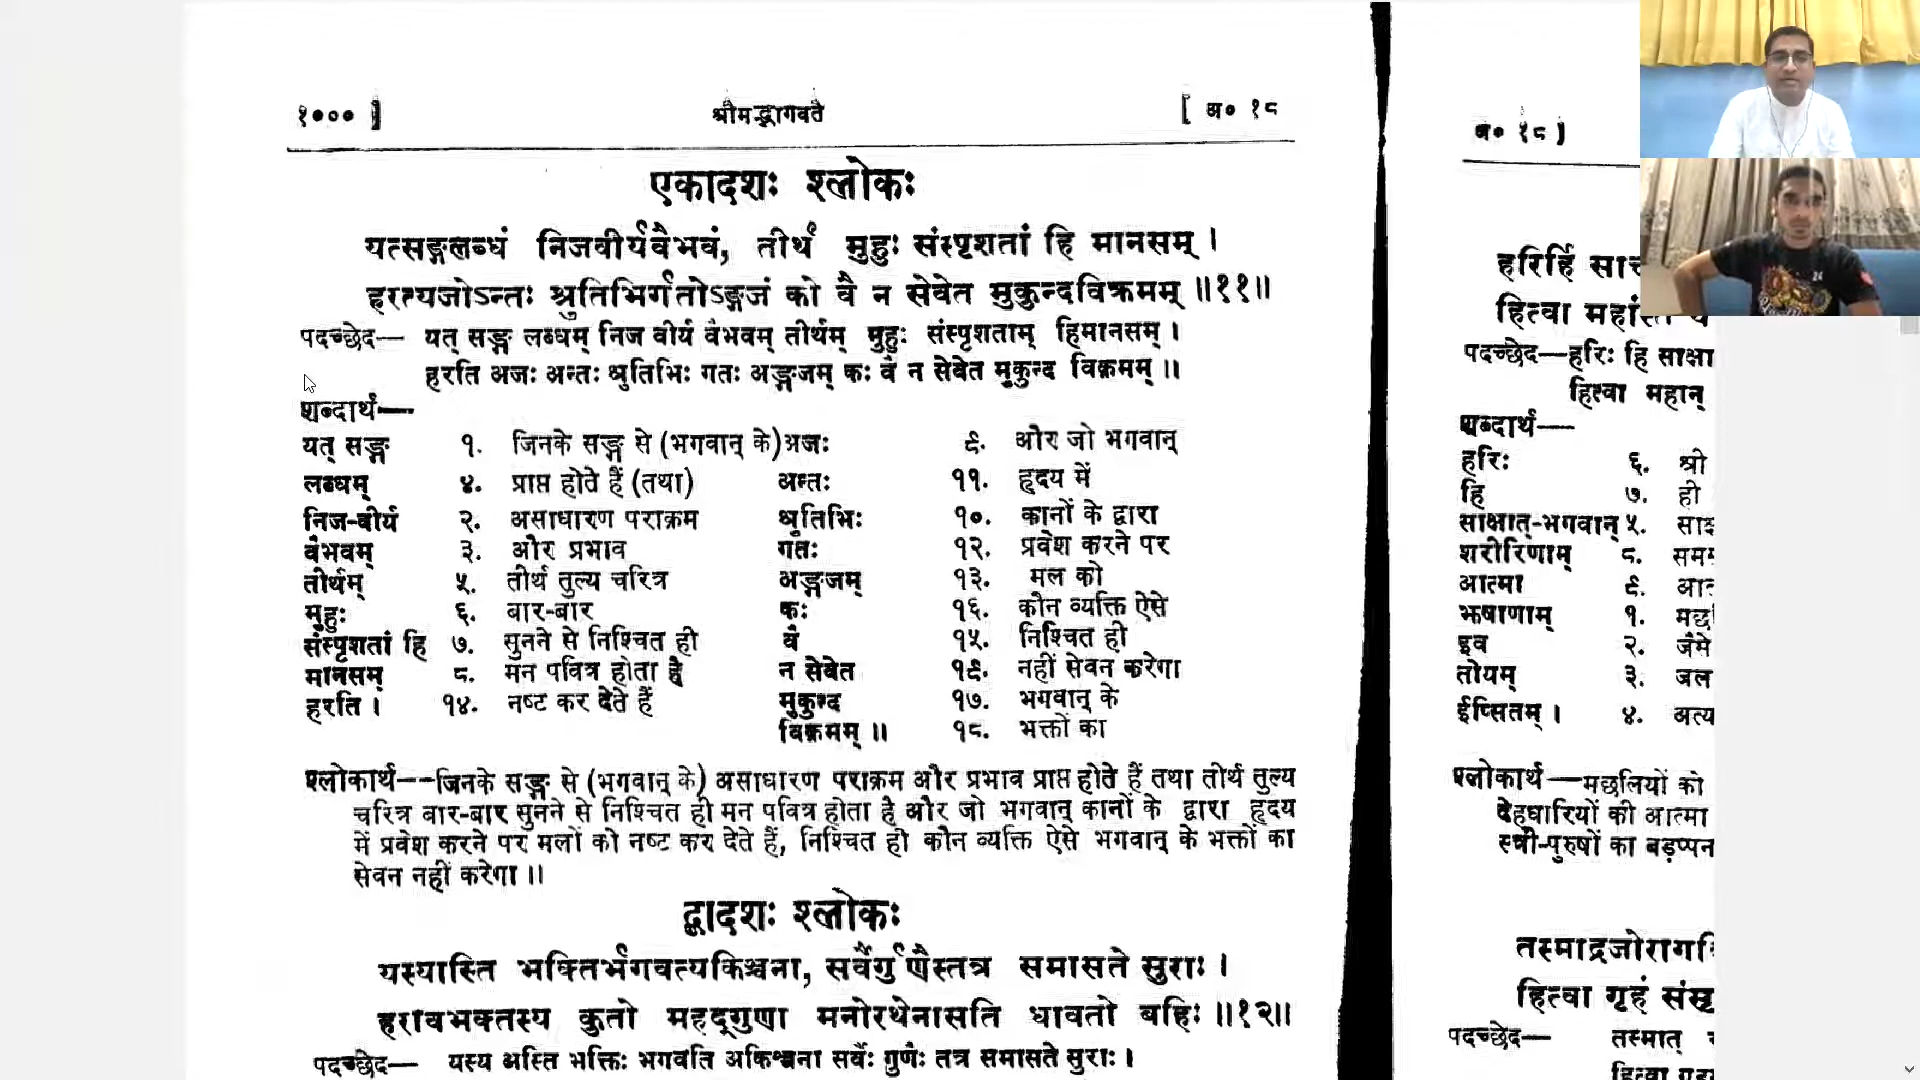 १००० ]
श्रीमद्भागवते
[ अ० १८
एकादशः श्लोकः
यत्सङ्गलब्धं निजवीर्यवैभवं, तीर्थं मुहुः संस्पृशतां हि मानसम् ।
हरत्यजोऽन्तः श्रुतिभिर्गतोऽङ्गजं को वै न सेवेत मुकुन्दविक्रमम् ॥११॥
पदच्छेद— यत् सङ्ग लब्धम् निज वीर्य वैभवम् तीर्थम् मुहुः संस्पृशताम् हिमानसम् ।
हरति अजः अन्तः श्रुतिभिः गतः अङ्गजम् कः वै न सेवेत मुकुन्द विक्रमम् ॥
शब्दार्थ—
यत् सङ्ग १. जिनके सङ्ग से (भगवान् के) अजः ९. और जो भगवान्
लब्धम् ४. प्राप्त होते हैं (तथा) अन्तः ११. हृदय में
निज-वीर्य २. असाधारण पराक्रम श्रुतिभिः १०. कानों के द्वारा
वैभवम् ३. और प्रभाव गतः १२. प्रवेश करने पर
तीर्थम् ५. तीर्थ तुल्य चरित्र अङ्गजम् १३. मल को
मुहुः ६. बार-बार कः १६. कौन व्यक्ति ऐसे
संस्पृशतां हि ७. सुनने से निश्चित ही वै १५. निश्चित ही
मानसम् ८. मन पवित्र होता है न सेवेत १९. नहीं सेवन करेगा
हरति । १४. नष्ट कर देते हैं मुकुन्द १७. भगवान् के
विक्रमम् ॥ १८. भक्तों का
श्लोकार्थ—जिनके सङ्ग से (भगवान् के) असाधारण पराक्रम और प्रभाव प्राप्त होते हैं तथा तीर्थ तुल्य
चरित्र बार-बार सुनने से निश्चित ही मन पवित्र होता है और जो भगवान् कानों के द्वारा हृदय
में प्रवेश करने पर मलों को नष्ट कर देते हैं, निश्चित ही कौन व्यक्ति ऐसे भगवान् के भक्तों का
सेवन नहीं करेगा ॥
द्वादशः श्लोकः
यस्यास्ति भक्तिर्भगवत्यकिञ्चना, सर्वैर्गुणैस्तत्र समासते सुराः ।
हरावभक्तस्य कुतो महद्गुणा मनोरथेनासति धावतो बहिः ॥१२॥
पदच्छेद— यस्य अस्ति भक्तिः भगवति अकिञ्चना सर्वैः गुणैः तत्र समासते सुराः ।
अ० १८ ]
हरिर्हि
हित्वा
पदच्छेद—हरिः हि
हित्वा महान्
शब्दार्थ—
हरिः ६. श्री
हि ७. ही
साक्षात्-भगवान् ५.
शरीरिणाम् ८.
आत्मा ९.
झषाणाम् १.
इव २. जैसे
तोयम् ३. जल
ईप्सितम् । ४.
श्लोकार्थ—मछलियों को
देहधारियों की आत्मा
स्त्री-पुरुषों का
हित्वा गृहं
पदच्छेद— तस्मात्